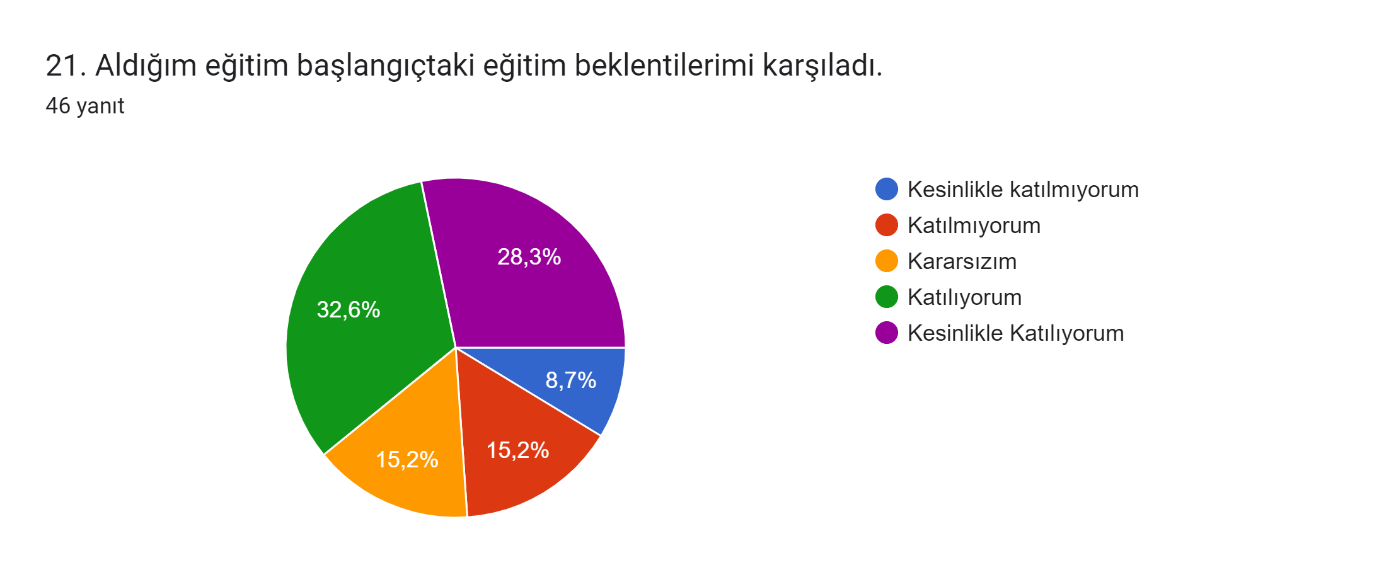 21. Aldığım eğitim başlangıçtaki eğitim beklentilerimi karşıladı.
46 yanıt
Kesinlikle katılmıyorum
Katılmıyorum
Kararsızım
Katılıyorum
Kesinlikle Katılıyorum
28,3%
32,6%
8,7%
15,2%
15,2%